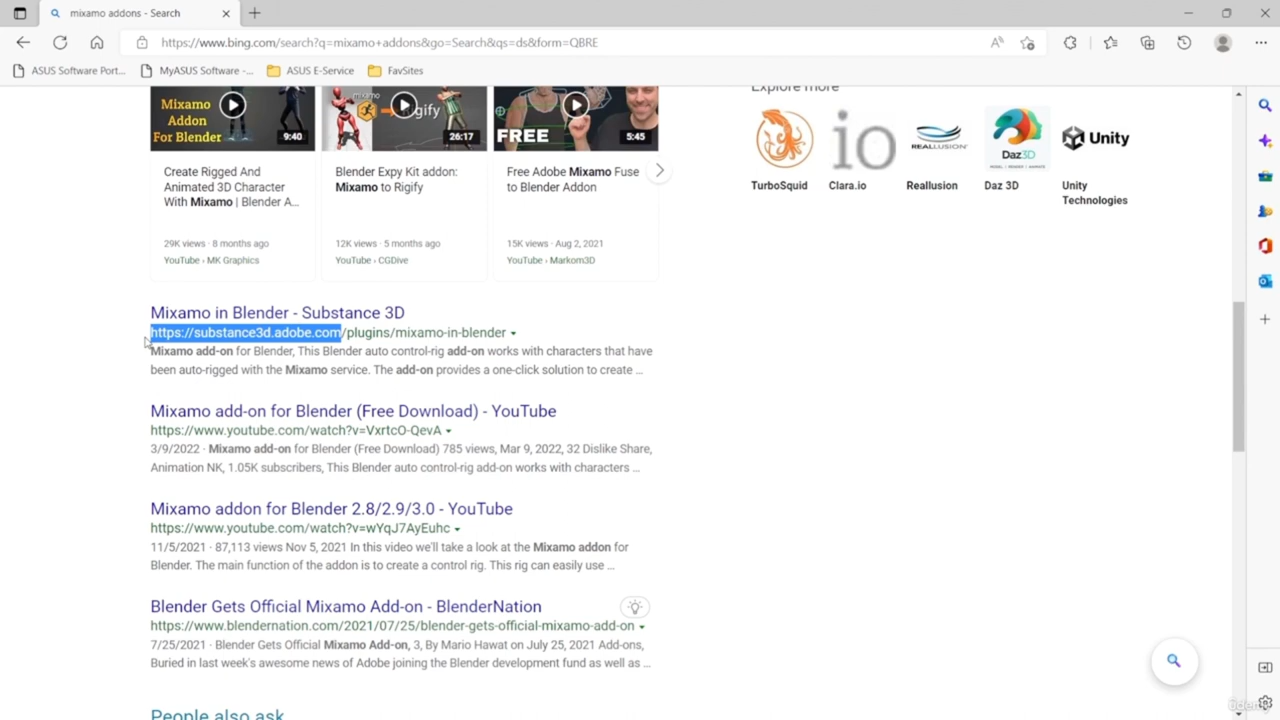 mixamo addons - Search
https://www.bing.com/search?q=mixamo+addons&go=Search&qs=ds&form=QBRE
ASUS Software Port...
MyASUS Software -...
ASUS E-Service
FavSites
Mixamo
Addon
For Blender
9:40
mixamo
gify
26:17
FREE
5:45
Create Rigged And
Animated 3D Character
With Mixamo | Blender A...
29K views · 8 months ago
YouTube › MK Graphics
Blender Expy Kit addon:
Mixamo to Rigify
12K views · 5 months ago
YouTube › CGDive
Free Adobe Mixamo Fuse
to Blender Addon
15K views · Aug 2, 2021
YouTube › Markom3D
Explore more
io
REALLUSION
Daz3D
Unity
TurboSquid
Clara.io
Reallusion
Daz 3D
Unity
Technologies
Mixamo in Blender - Substance 3D
https://substance3d.adobe.com/plugins/mixamo-in-blender
Mixamo add-on for Blender, This Blender auto control-rig add-on works with characters that have
been auto-rigged with the Mixamo service. The add-on provides a one-click solution to create ...
Mixamo add-on for Blender (Free Download) - YouTube
https://www.youtube.com/watch?v=VxrtcO-QevA
3/9/2022 · Mixamo add-on for Blender (Free Download) 785 views, Mar 9, 2022, 32 Dislike Share,
Animation NK, 1.05K subscribers, This Blender auto control-rig add-on works with characters ...
Mixamo addon for Blender 2.8/2.9/3.0 - YouTube
https://www.youtube.com/watch?v=wYqJ7AyEuhc
11/5/2021 · 87,113 views Nov 5, 2021 In this video we'll take a look at the Mixamo addon for
Blender. The main function of the addon is to create a control rig. This rig can easily use ...
Blender Gets Official Mixamo Add-on - BlenderNation
https://www.blendernation.com/2021/07/25/blender-gets-official-mixamo-add-on
7/25/2021 · Blender Gets Official Mixamo Add-on, 3, By Mario Hawat on July 25, 2021 Add-ons,
Buried in last week's awesome news of Adobe joining the Blender development fund as well as ...
People also ask